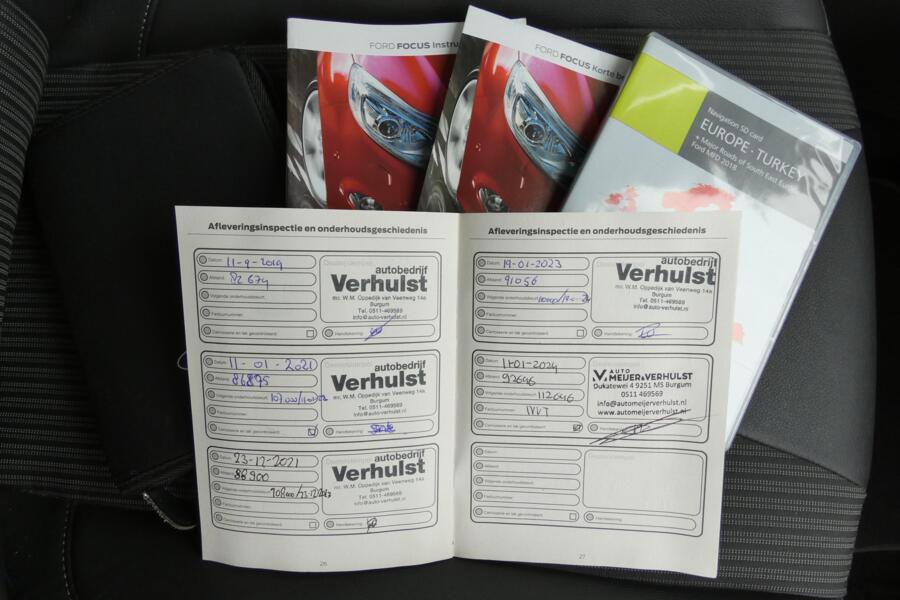 FORD FOCUS
FORD FOCUS Korte
Navigation SD card
EUROPE · TURKEY
+ Major Roads of South East
Ford MFD 2018
Afleveringsinspectie en onderhoudsgeschiedenis
Datum: 11-9-2019
Afstand: 82 674
Volgende onderhoudsbeurt:
Factuurnummer:
Carrosserie en lak gecontroleerd:
autobedrijf
Verhulst
mr. W.M. Oppedijk van Veenweg 14a
Burgum
Tel. 0511-469569
info@auto-verhulst.nl
Handtekening:
Datum: 11-01-2021
Afstand: 86875
Volgende onderhoudsbeurt:
Factuurnummer:
Carrosserie en lak gecontroleerd:
autobedrijf
Verhulst
mr. W.M. Oppedijk van Veenweg 14a
Burgum
Tel. 0511-469569
info@auto-verhulst.nl
Handtekening:
Datum: 23-12-2021
Afstand: 88900
Volgende onderhoudsbeurt:
Factuurnummer:
Carrosserie en lak gecontroleerd:
autobedrijf
Verhulst
mr. W.M. Oppedijk van Veenweg 14a
Burgum
Tel. 0511-469569
info@auto-verhulst.nl
Handtekening:
26
Afleveringsinspectie en onderhoudsgeschiedenis
Datum: 19-01-2023
Afstand: 91056
Volgende onderhoudsbeurt:
Factuurnummer:
Carrosserie en lak gecontroleerd:
autobedrijf
Verhulst
mr. W.M. Oppedijk van Veenweg 14a
Burgum
Tel. 0511-469569
info@auto-verhulst.nl
Handtekening:
Datum: 11-01-2024
Afstand: 92646
Volgende onderhoudsbeurt: 112646
Factuurnummer:
Carrosserie en lak gecontroleerd:
AUTO
MEIJER&VERHULST
Dukatewei 4 9251 MS Burgum
0511 469569
info@automeijerverhulst.nl
www.automeijerverhulst.nl
Datum:
Afstand:
Volgende onderhoudsbeurt:
Factuurnummer:
Carrosserie en lak gecontroleerd:
Handtekening:
27